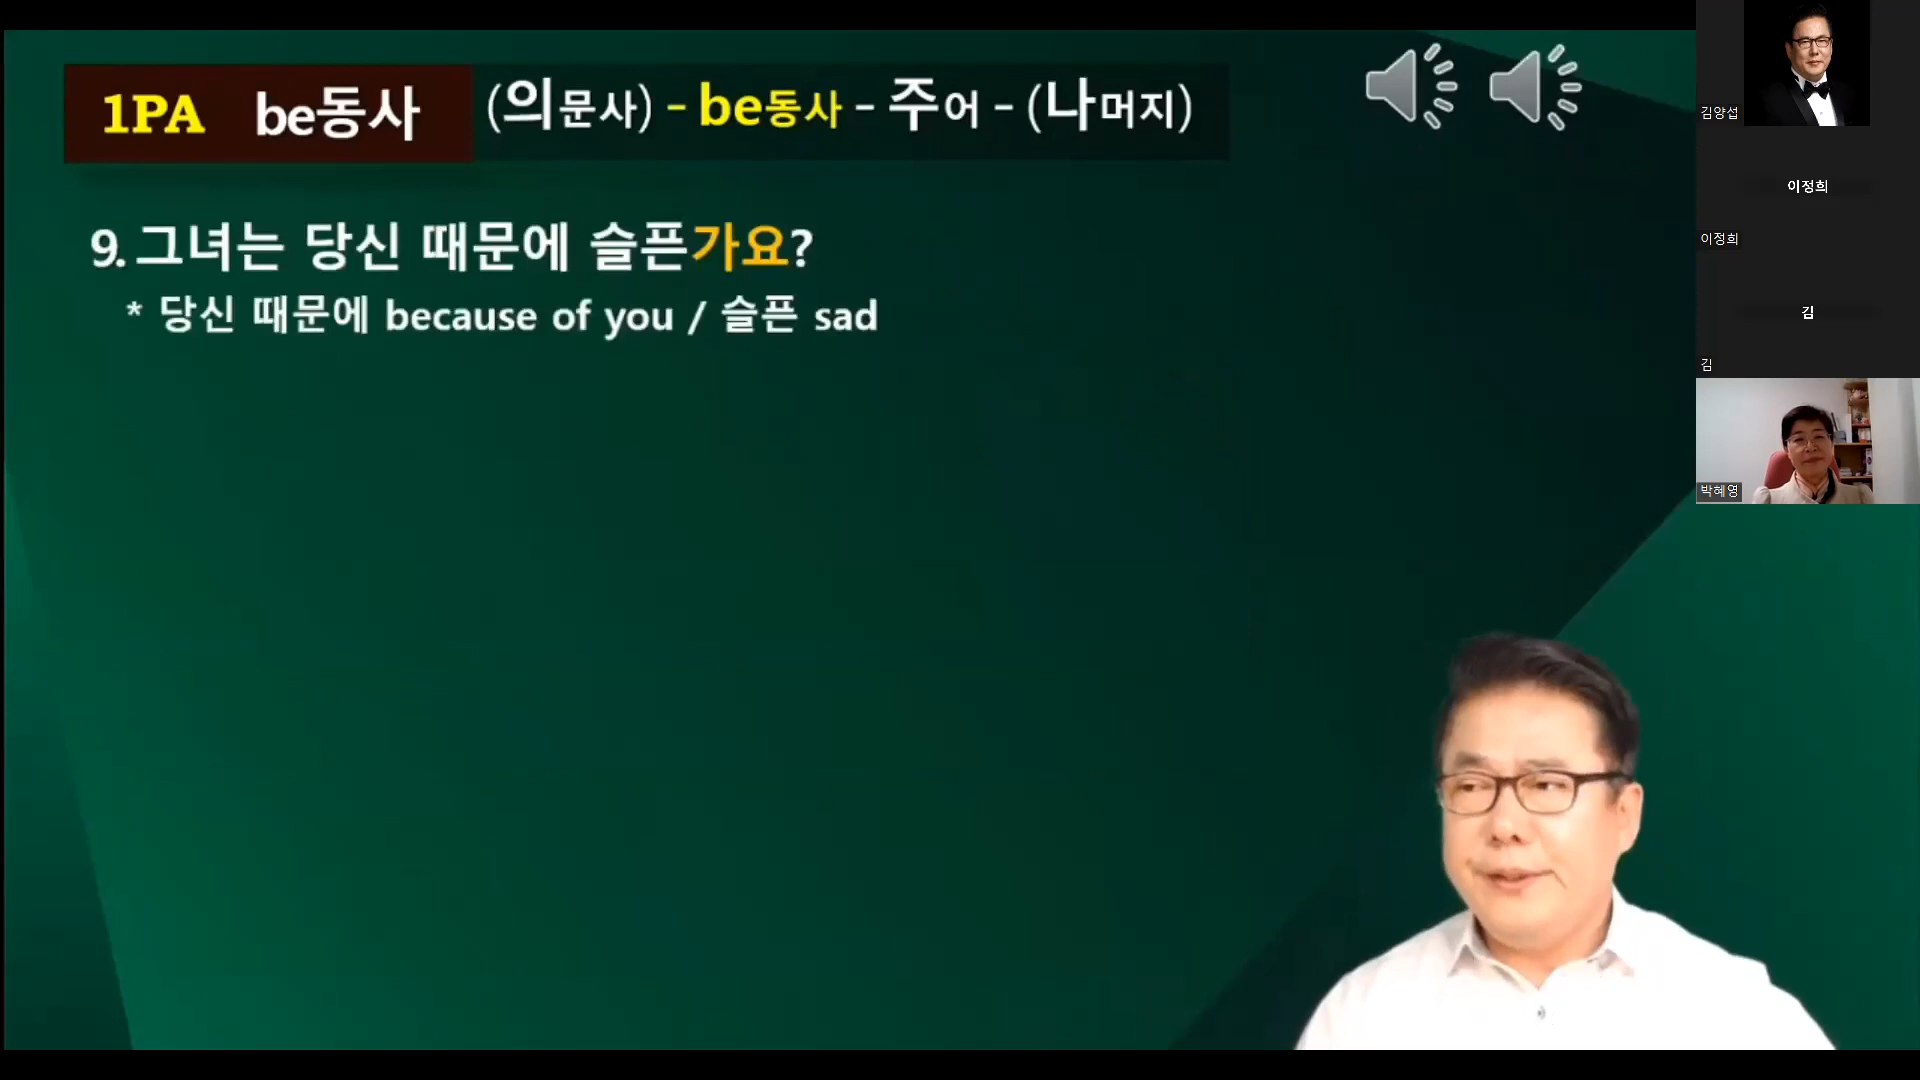 1PA be동사 (의문사) - be동사 - 주어 - (나머지)
9. 그녀는 당신 때문에 슬픈가요?
* 당신 때문에 because of you / 슬픈 sad
김양섭
이정희
이정희
김
김
박혜영